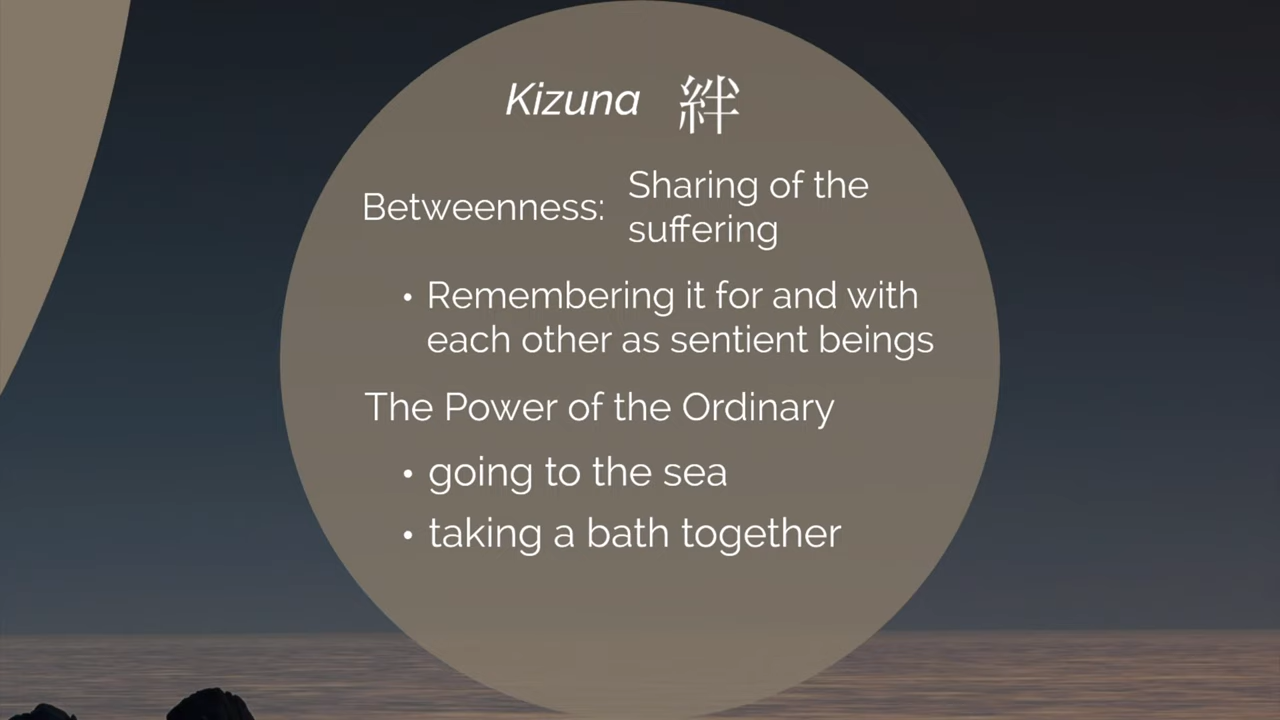 Kizuna 絆
Betweenness: Sharing of the
suffering
• Remembering it for and with
each other as sentient beings
The Power of the Ordinary
• going to the sea
• taking a bath together